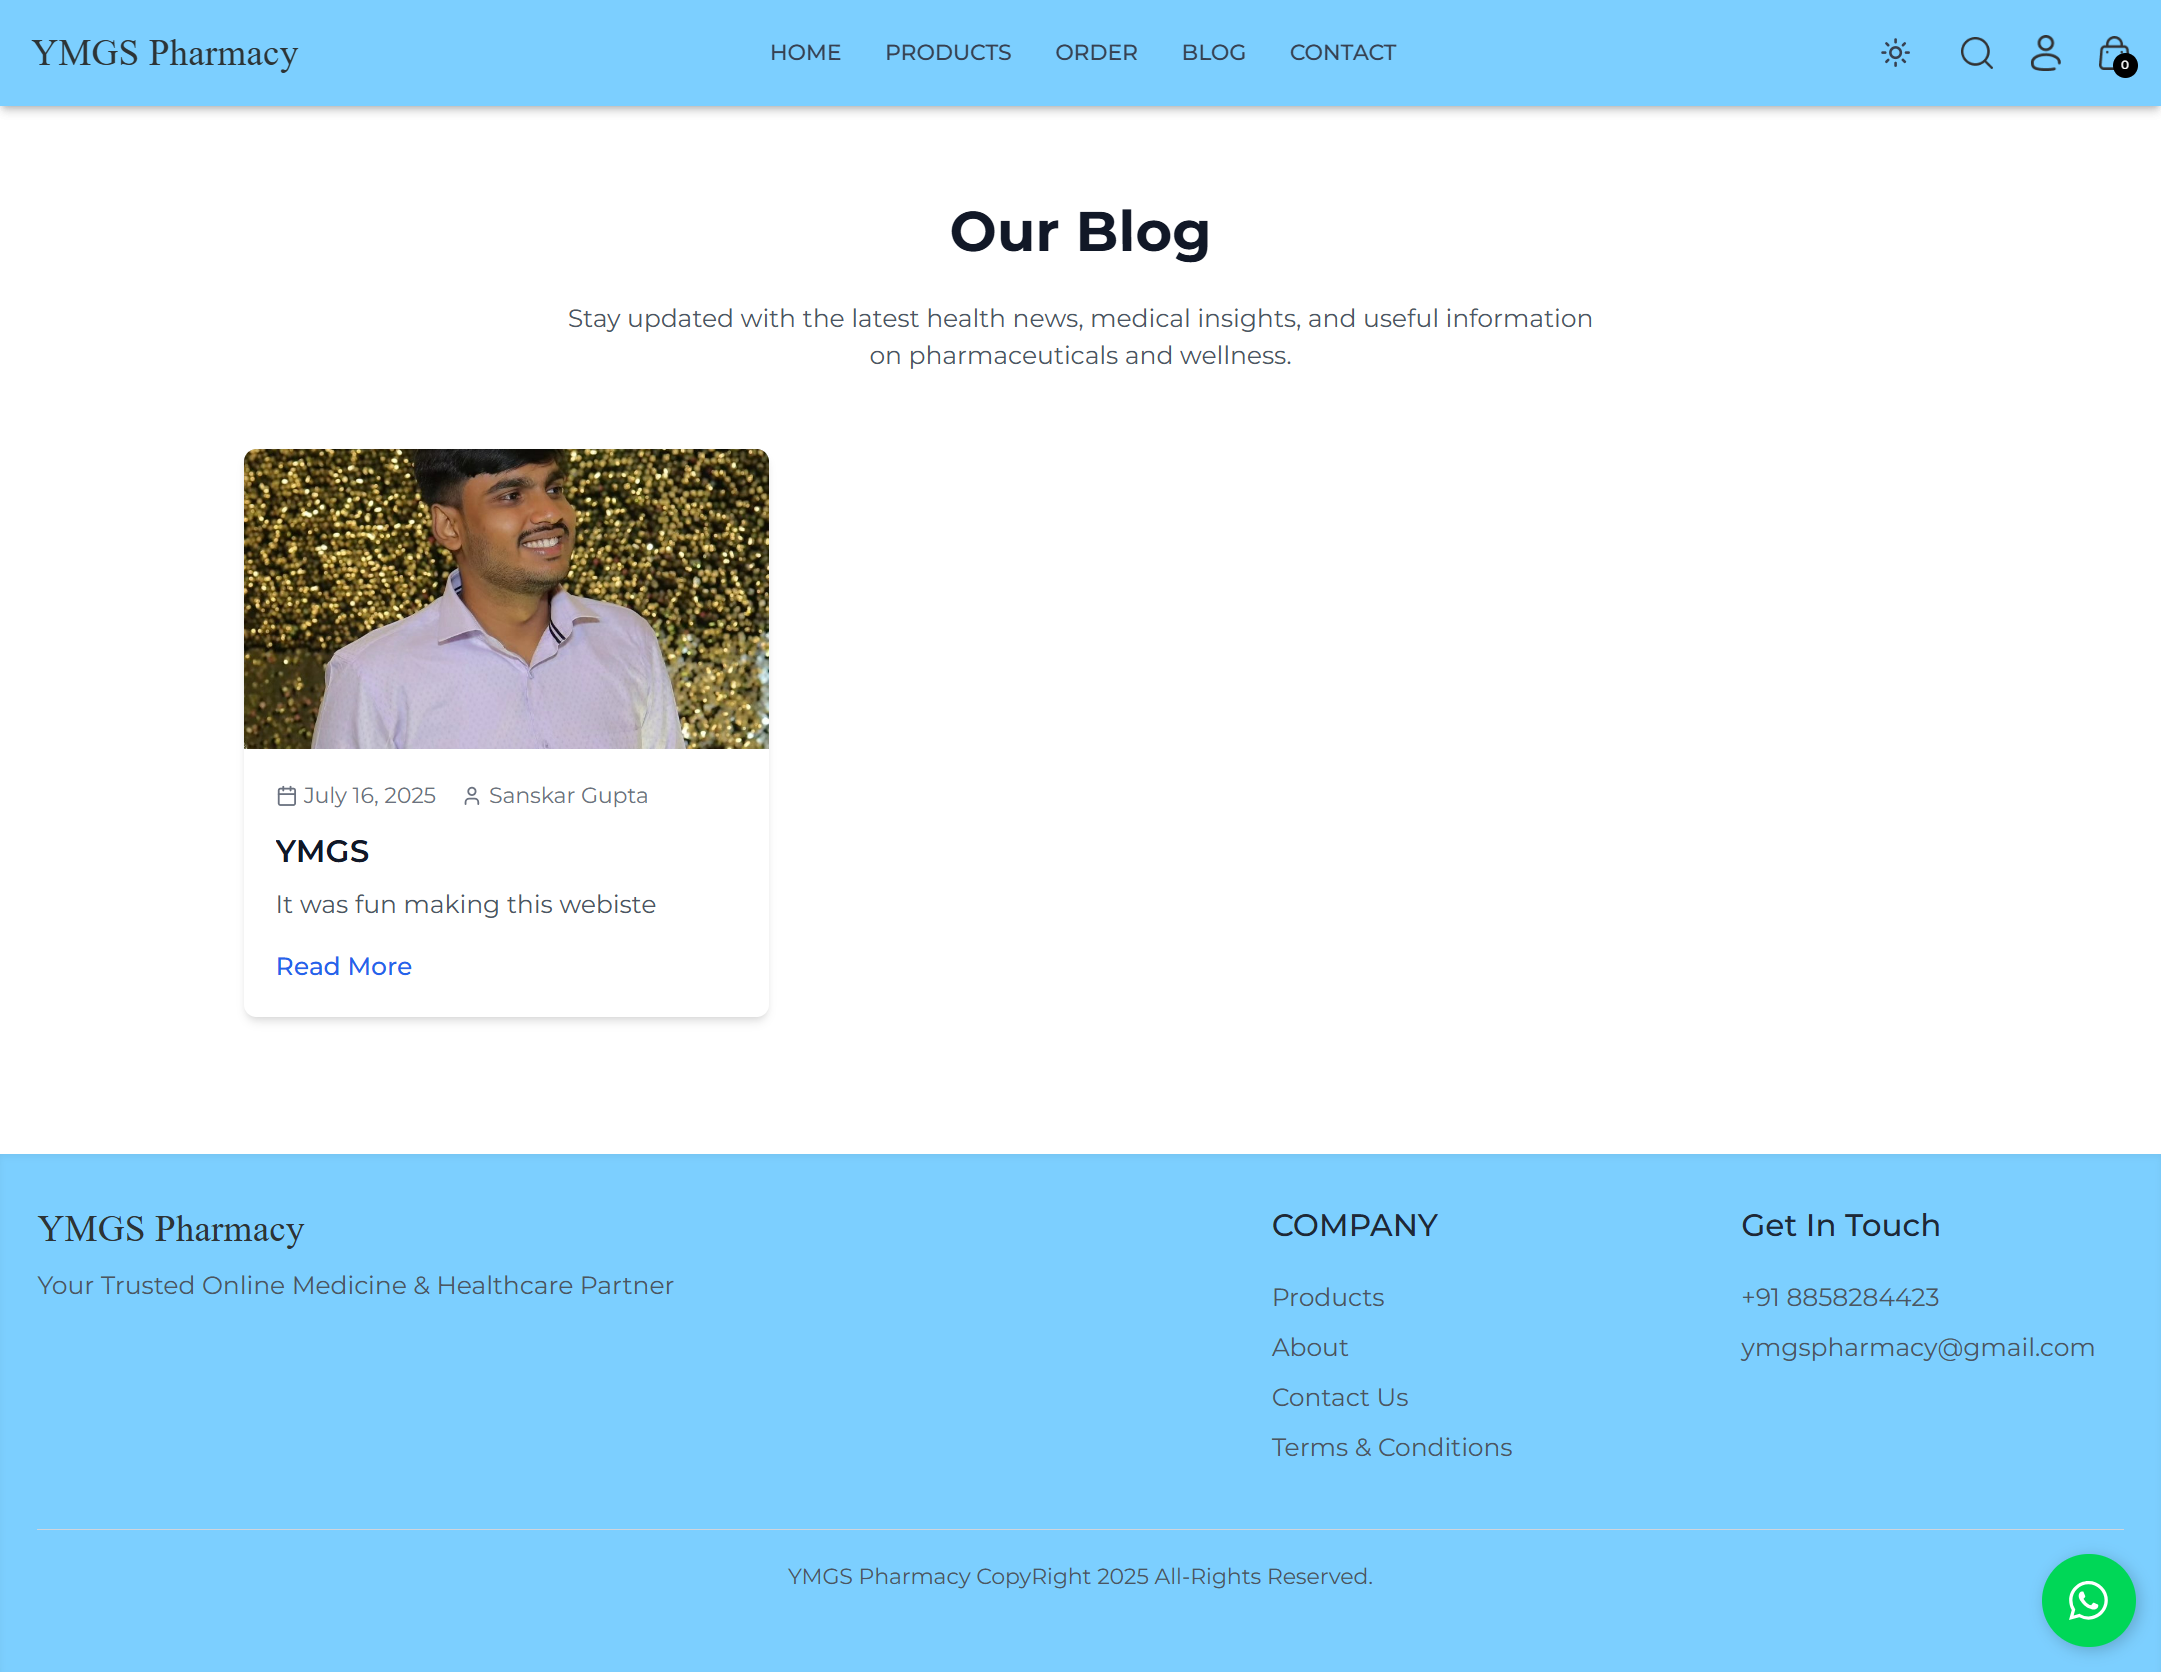 YMGS Pharmacy
HOME PRODUCTS ORDER BLOG CONTACT
0
Our Blog
Stay updated with the latest health news, medical insights, and useful information
on pharmaceuticals and wellness.
July 16, 2025 Sanskar Gupta
YMGS
It was fun making this webiste
Read More
YMGS Pharmacy
Your Trusted Online Medicine & Healthcare Partner
COMPANY
Products
About
Contact Us
Terms & Conditions
Get In Touch
+91 8858284423
ymgspharmacy@gmail.com
YMGS Pharmacy CopyRight 2025 All-Rights Reserved.